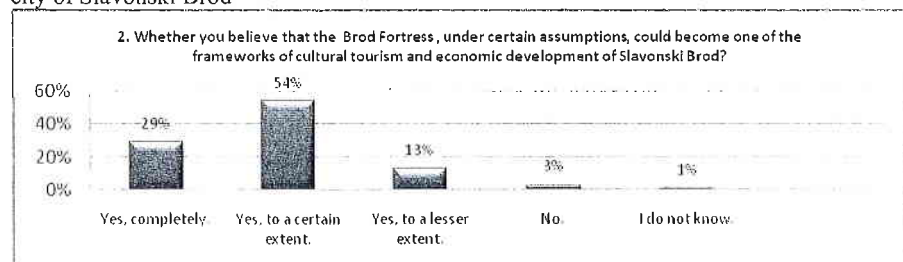 city of Slavonski Brod
2. Whether you believe that the Brod Fortress, under certain assumptions, could become one of the
frameworks of cultural tourism and economic development of Slavonski Brod?
60%
54%
40%
29%
20%
13%
3%
1%
0%
Yes, completely.
Yes, to a certain
extent.
Yes, to a lesser
extent.
No.
I do not know.